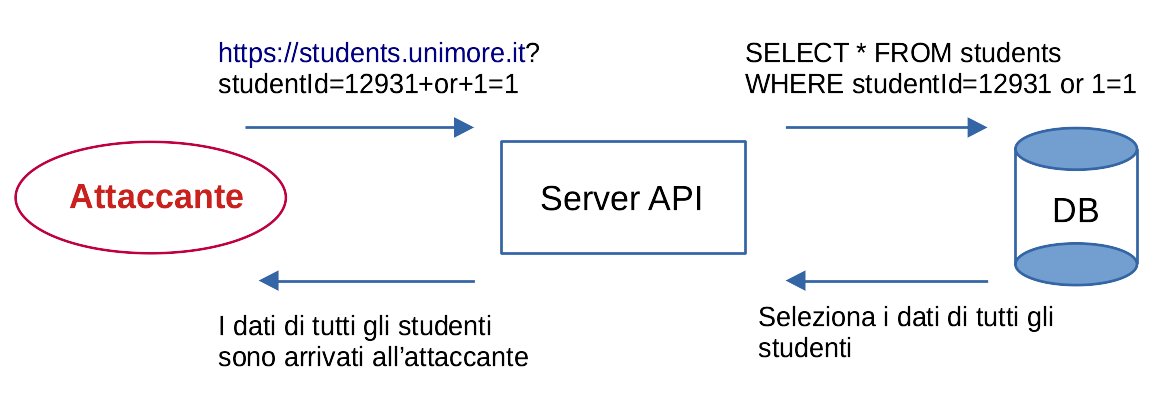 https://students.unimore.it?
studentId=12931+or+1=1
SELECT * FROM students
WHERE studentId=12931 or 1=1
Attaccante
Server API
DB
I dati di tutti gli studenti
sono arrivati all’attaccante
Seleziona i dati di tutti gli
studenti